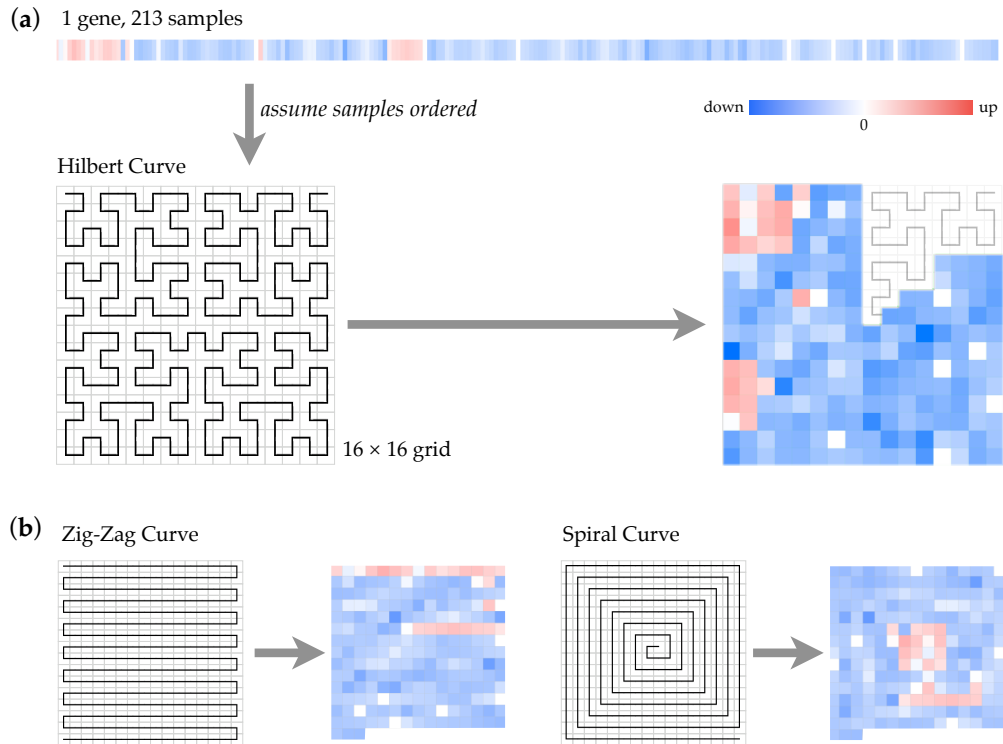 (a) 1 gene, 213 samples
assume samples ordered
down up
0
Hilbert Curve
16 × 16 grid
(b) Zig-Zag Curve Spiral Curve